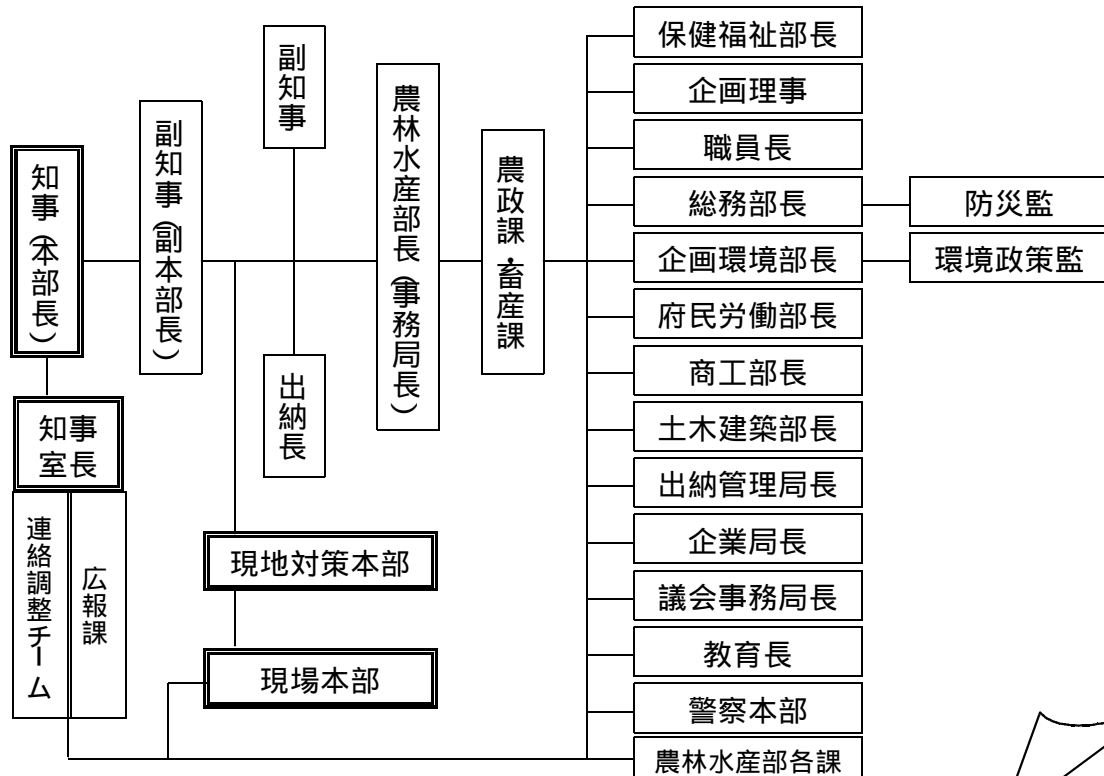 知事（本部長）
知事
室長
連絡調整チーム
広報課
副知事（副本部長）
副知事
出納長
現地対策本部
現場本部
農林水産部長（事務局長）
農政課・畜産課
保健福祉部長
企画理事
職員長
総務部長
防災監
企画環境部長
環境政策監
府民労働部長
商工部長
土木建築部長
出納管理局長
企業局長
議会事務局長
教育長
警察本部
農林水産部各課